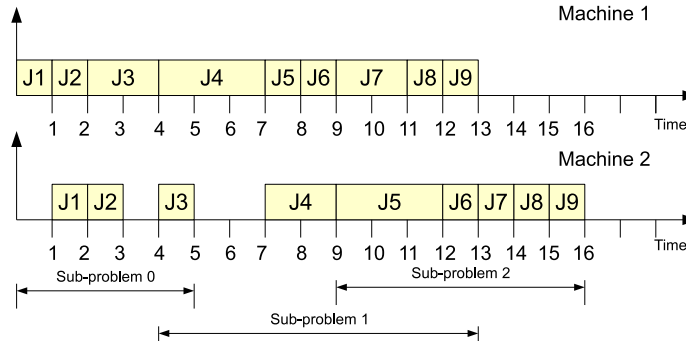 Machine 1
J1 J2 J3 J4 J5 J6 J7 J8 J9
1 2 3 4 5 6 7 8 9 10 11 12 13 14 15 16 Time
Machine 2
J1 J2 J3 J4 J5 J6 J7 J8 J9
1 2 3 4 5 6 7 8 9 10 11 12 13 14 15 16 Time
Sub-problem 0 Sub-problem 2
Sub-problem 1